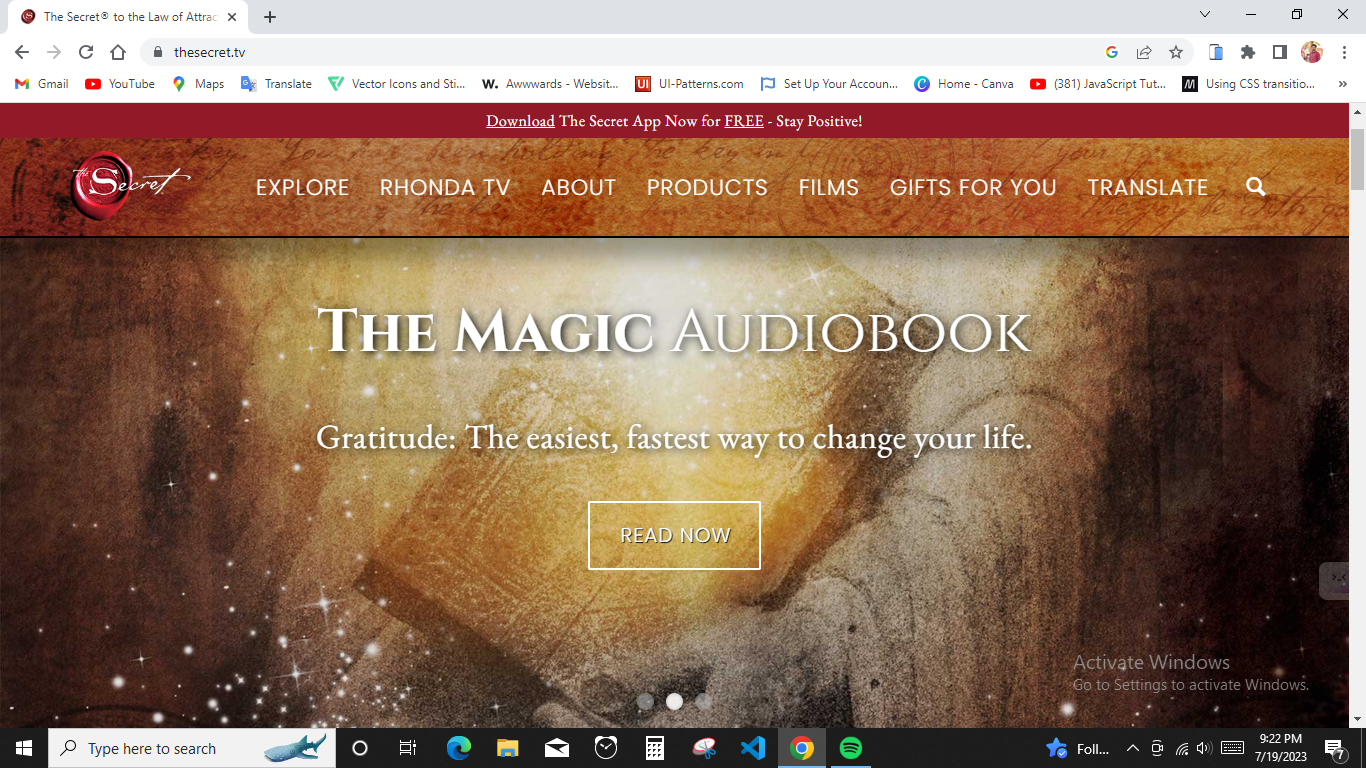 The Secret® to the Law of Attrac
thesecret.tv
Gmail
YouTube
Maps
Translate
Vector Icons and Sti...
Awwwards - Websit...
UI-Patterns.com
Set Up Your Accoun...
Home - Canva
(381) JavaScript Tut...
Using CSS transitio...
Download The Secret App Now for FREE - Stay Positive!
the Secret
EXPLORE
RHONDA TV
ABOUT
PRODUCTS
FILMS
GIFTS FOR YOU
TRANSLATE
THE MAGIC AUDIOBOOK
Gratitude: The easiest, fastest way to change your life.
READ NOW
Activate Windows
Go to Settings to activate Windows.
Type here to search
Foll...
9:22 PM
7/19/2023
7